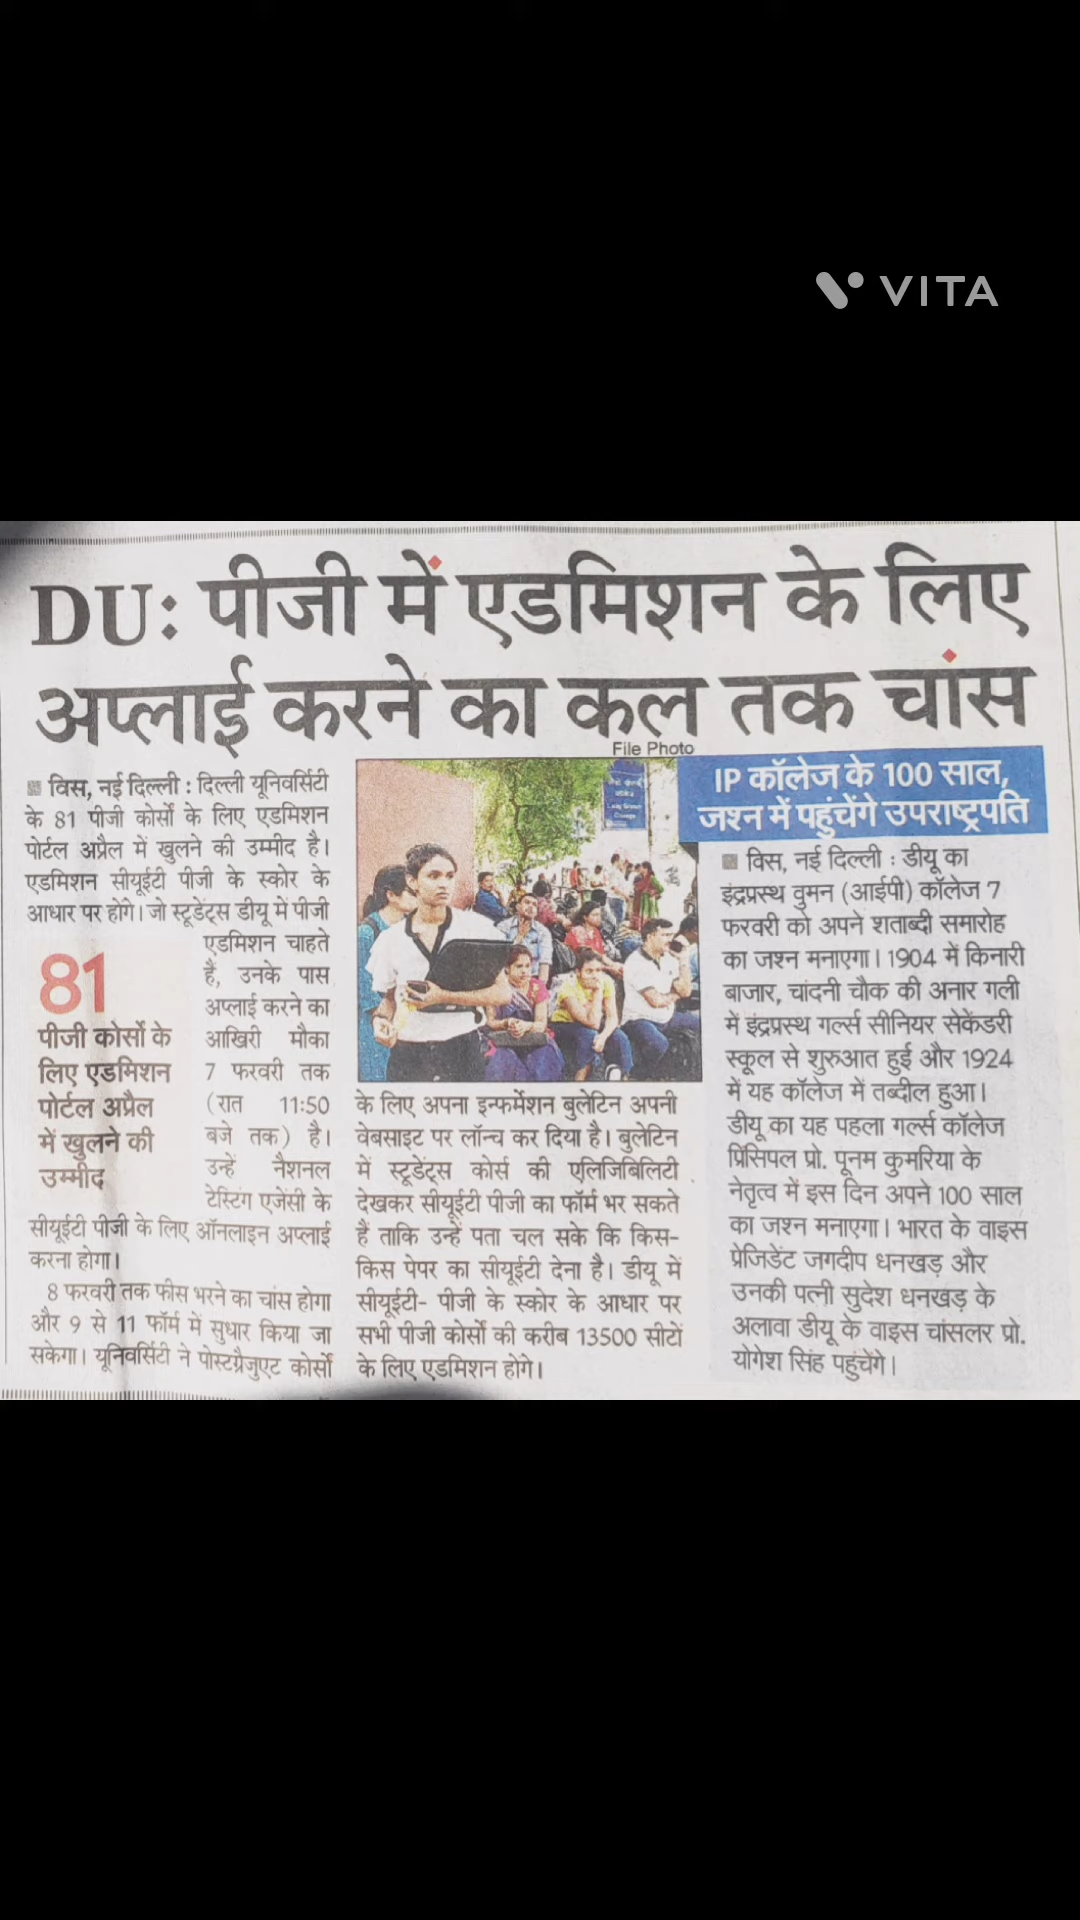 VITA
DU: पीजी में एडमिशन के लिए
अप्लाई करने का कल तक चांस
File Photo
विस, नई दिल्ली : दिल्ली यूनिवर्सिटी
के 81 पीजी कोर्सों के लिए एडमिशन
पोर्टल अप्रैल में खुलने की उम्मीद है।
एडमिशन सीयूईटी पीजी के स्कोर के
आधार पर होंगे। जो स्टूडेंट्स डीयू में पीजी
एडमिशन चाहते
हैं, उनके पास
अप्लाई करने का
आखिरी मौका
7 फरवरी तक
(रात 11:50
बजे तक) है।
उन्हें नैशनल
टेस्टिंग एजेंसी के
81
पीजी कोर्सों के
लिए एडमिशन
पोर्टल अप्रैल
में खुलने की
उम्मीद
सीयूईटी पीजी के लिए ऑनलाइन अप्लाई
करना होगा।
8 फरवरी तक फीस भरने का चांस होगा
और 9 से 11 फॉर्म में सुधार किया जा
सकेगा। यूनिवर्सिटी ने पोस्टग्रैजुएट कोर्सों
के लिए अपना इन्फर्मेशन बुलेटिन अपनी
वेबसाइट पर लॉन्च कर दिया है। बुलेटिन
में स्टूडेंट्स कोर्स की एलिजिबिलिटी
देखकर सीयूईटी पीजी का फॉर्म भर सकते
हैं ताकि उन्हें पता चल सके कि किस-
किस पेपर का सीयूईटी देना है। डीयू में
सीयूईटी- पीजी के स्कोर के आधार पर
सभी पीजी कोर्सों की करीब 13500 सीटों
के लिए एडमिशन होंगे।
IP कॉलेज के 100 साल,
जश्न में पहुंचेंगे उपराष्ट्रपति
विस, नई दिल्ली : डीयू का
इंद्रप्रस्थ वुमन (आईपी) कॉलेज 7
फरवरी को अपने शताब्दी समारोह
का जश्न मनाएगा। 1904 में किनारी
बाजार, चांदनी चौक की अनार गली
में इंद्रप्रस्थ गर्ल्स सीनियर सेकेंडरी
स्कूल से शुरुआत हुई और 1924
में यह कॉलेज में तब्दील हुआ।
डीयू का यह पहला गर्ल्स कॉलेज
प्रिंसिपल प्रो. पूनम कुमरिया के
नेतृत्व में इस दिन अपने 100 साल
का जश्न मनाएगा। भारत के वाइस
प्रेजिडेंट जगदीप धनखड़ और
उनकी पत्नी सुदेश धनखड़ के
अलावा डीयू के वाइस चांसलर प्रो.
योगेश सिंह पहुंचेंगे।